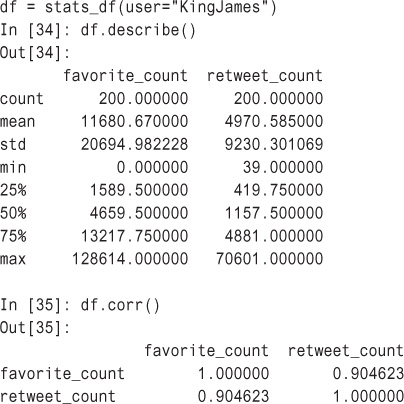 df = stats_df(user="KingJames")
In [34]: df.describe()
Out[34]:
favorite_count retweet_count
count 200.000000 200.000000
mean 11680.670000 4970.585000
std 20694.982228 9230.301069
min 0.000000 39.000000
25% 1589.500000 419.750000
50% 4659.500000 1157.500000
75% 13217.750000 4881.000000
max 128614.000000 70601.000000
In [35]: df.corr()
Out[35]:
favorite_count retweet_count
favorite_count 1.000000 0.904623
retweet_count 0.904623 1.000000